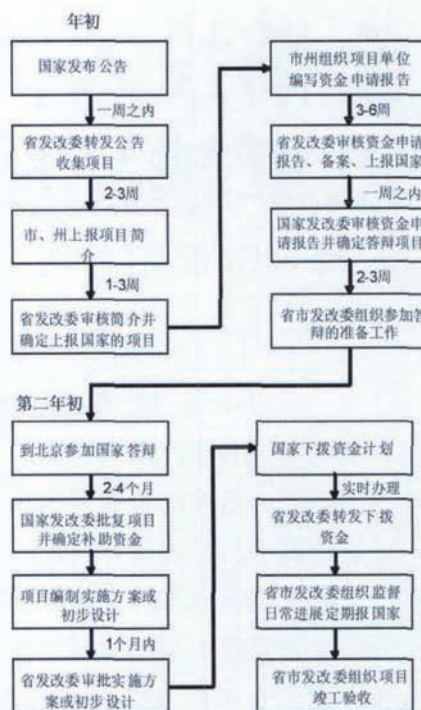 年初
国家发布公告
一周之内
省发改委转发公告
收集项目
2-3周
市、州上报项目简
介
1-3周
省发改委审核简介并
确定上报国家的项目
市州组织项目单位
编写资金申请报告
3-6周
省发改委审核资金申请
报告、备案、上报国家
一周之内
国家发改委审核资金申
请报告并确定答辩项目
2-3周
省市发改委组织参加答
辩的准备工作
第二年初
到北京参加国家答辩
2-4个月
国家发改委批复项目
并确定补助资金
项目编制实施方案或
初步设计
1个月内
省发改委审批实施方
案或初步设计
国家下拨资金计划
实时办理
省发改委转发下拨
资金
省市发改委组织监督
日常进展定期报国家
省市发改委组织项目
竣工验收